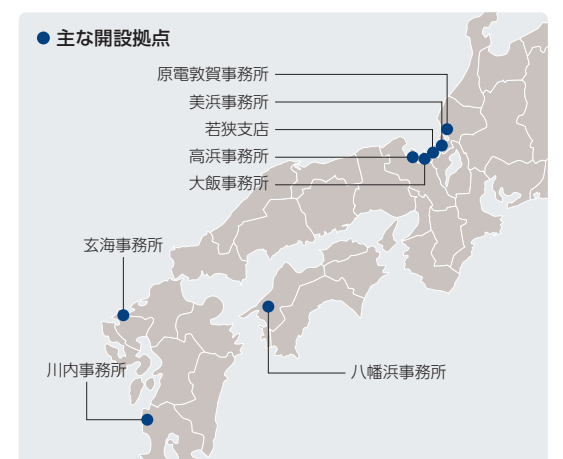 ● 主な開設拠点
原電敦賀事務所
美浜事務所
若狭支店
高浜事務所
大飯事務所
玄海事務所
川内事務所
八幡浜事務所